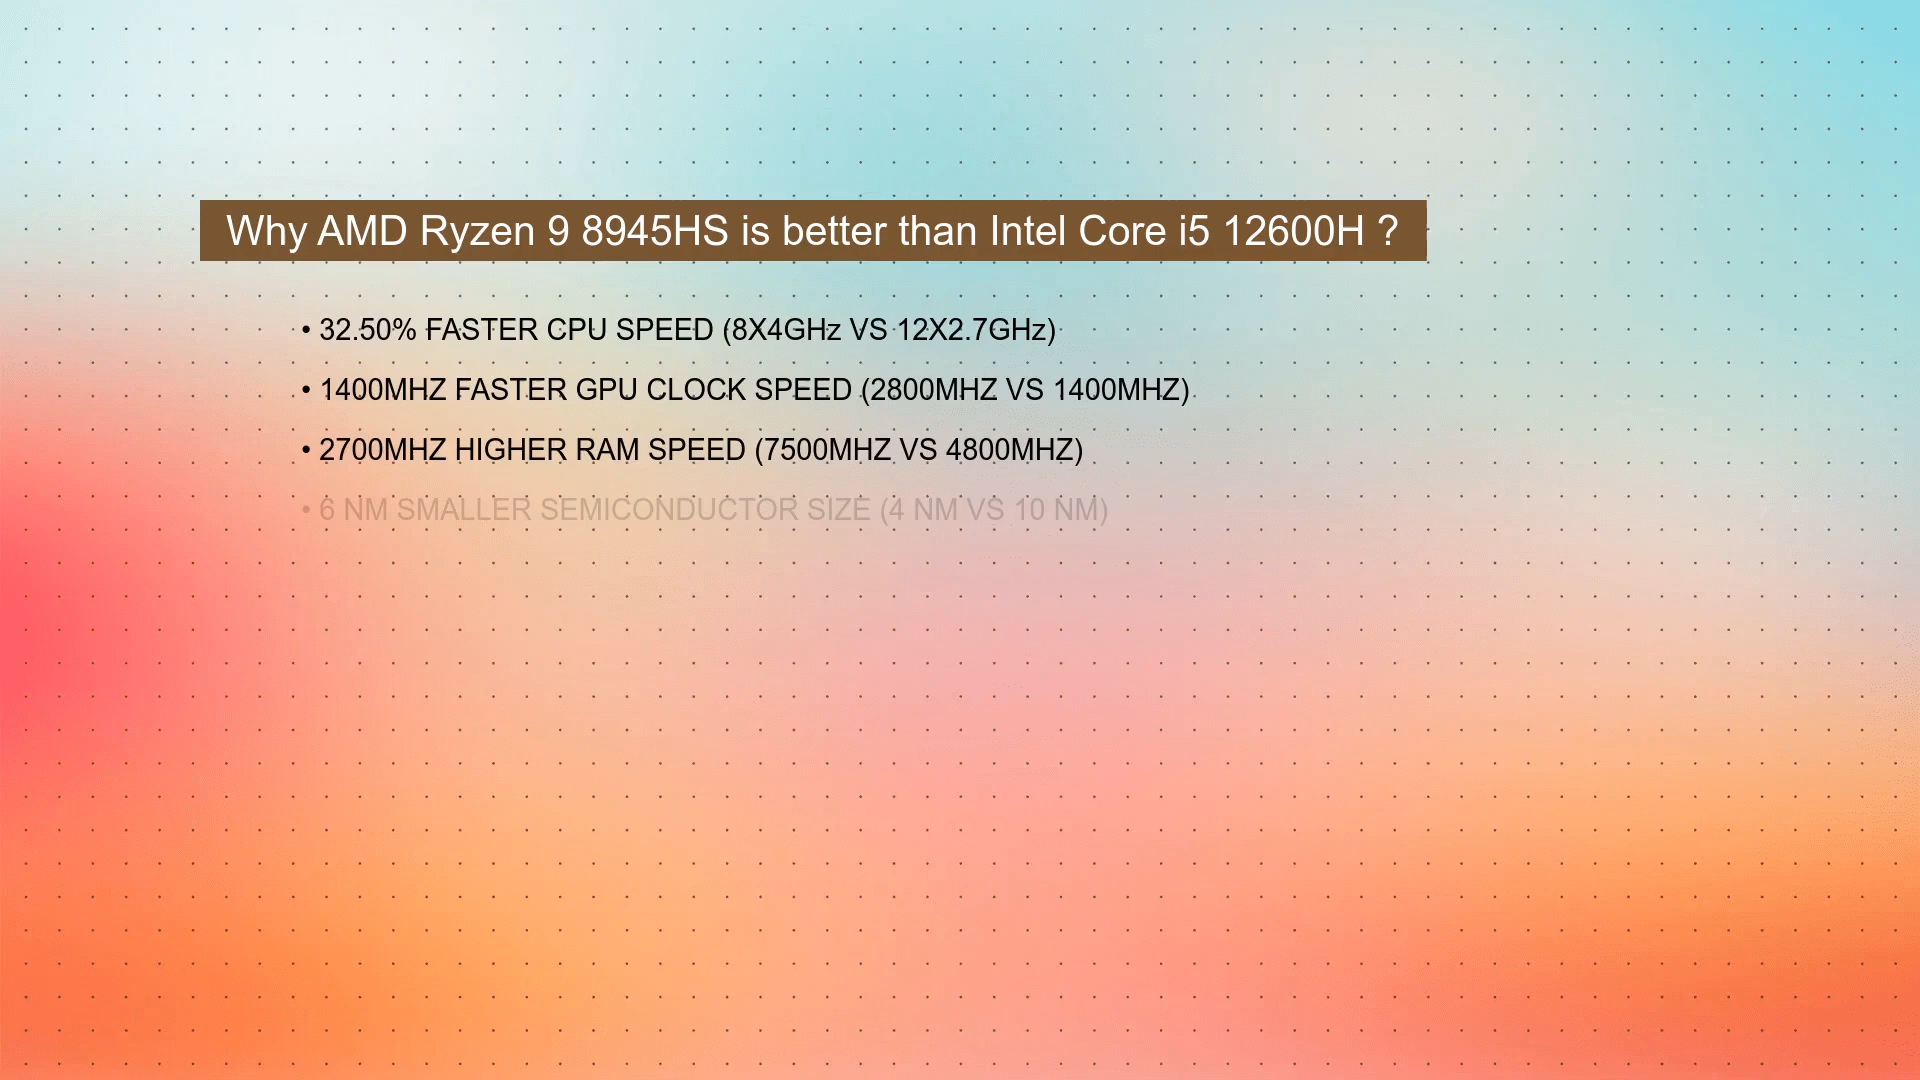 Why AMD Ryzen 9 8945HS is better than Intel Core i5 12600H ?
• 32.50% FASTER CPU SPEED (8X4GHz VS 12X2.7GHz)
• 1400MHZ FASTER GPU CLOCK SPEED (2800MHZ VS 1400MHZ)
• 2700MHZ HIGHER RAM SPEED (7500MHZ VS 4800MHZ)
• 6 NM SMALLER SEMICONDUCTOR SIZE (4 NM VS 10 NM)